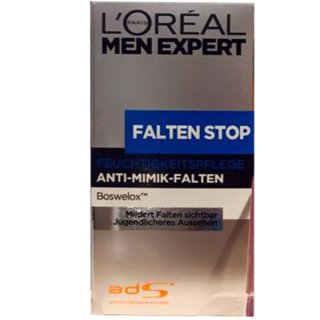 L'ORÉAL
PARIS
MEN EXPERT
FALTEN STOP
FEUCHTIGKEITSPFLEGE
ANTI-MIMIK-FALTEN
Boswelox™
Mildert Falten sichtbar
Jugendlicheres Aussehen
adS